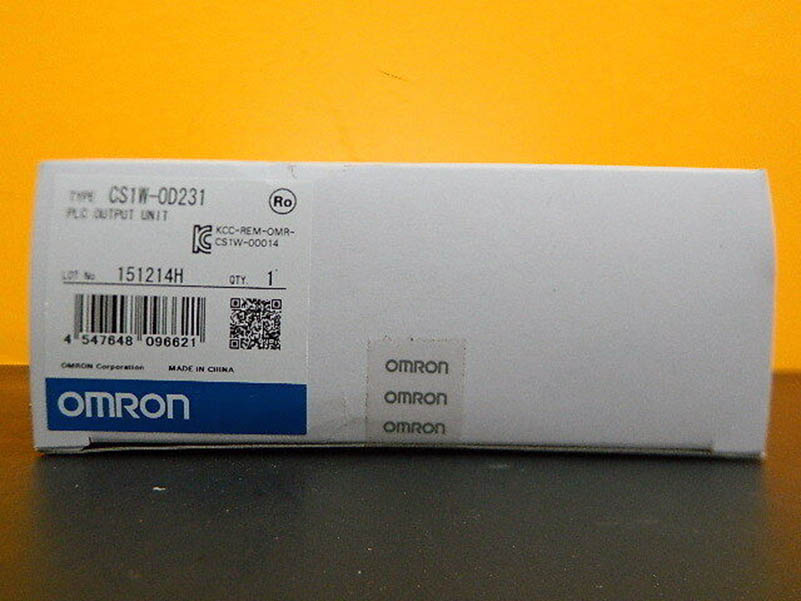 TYPE CS1W-OD231
PLC OUTPUT UNIT
Ro
KCC-REM-OMR-
CS1W-00014
LOT No 151214H QTY. 1
4 547648 096621
OMRON Corporation MADE IN CHINA
OMRON
OMRON
OMRON
OMRON